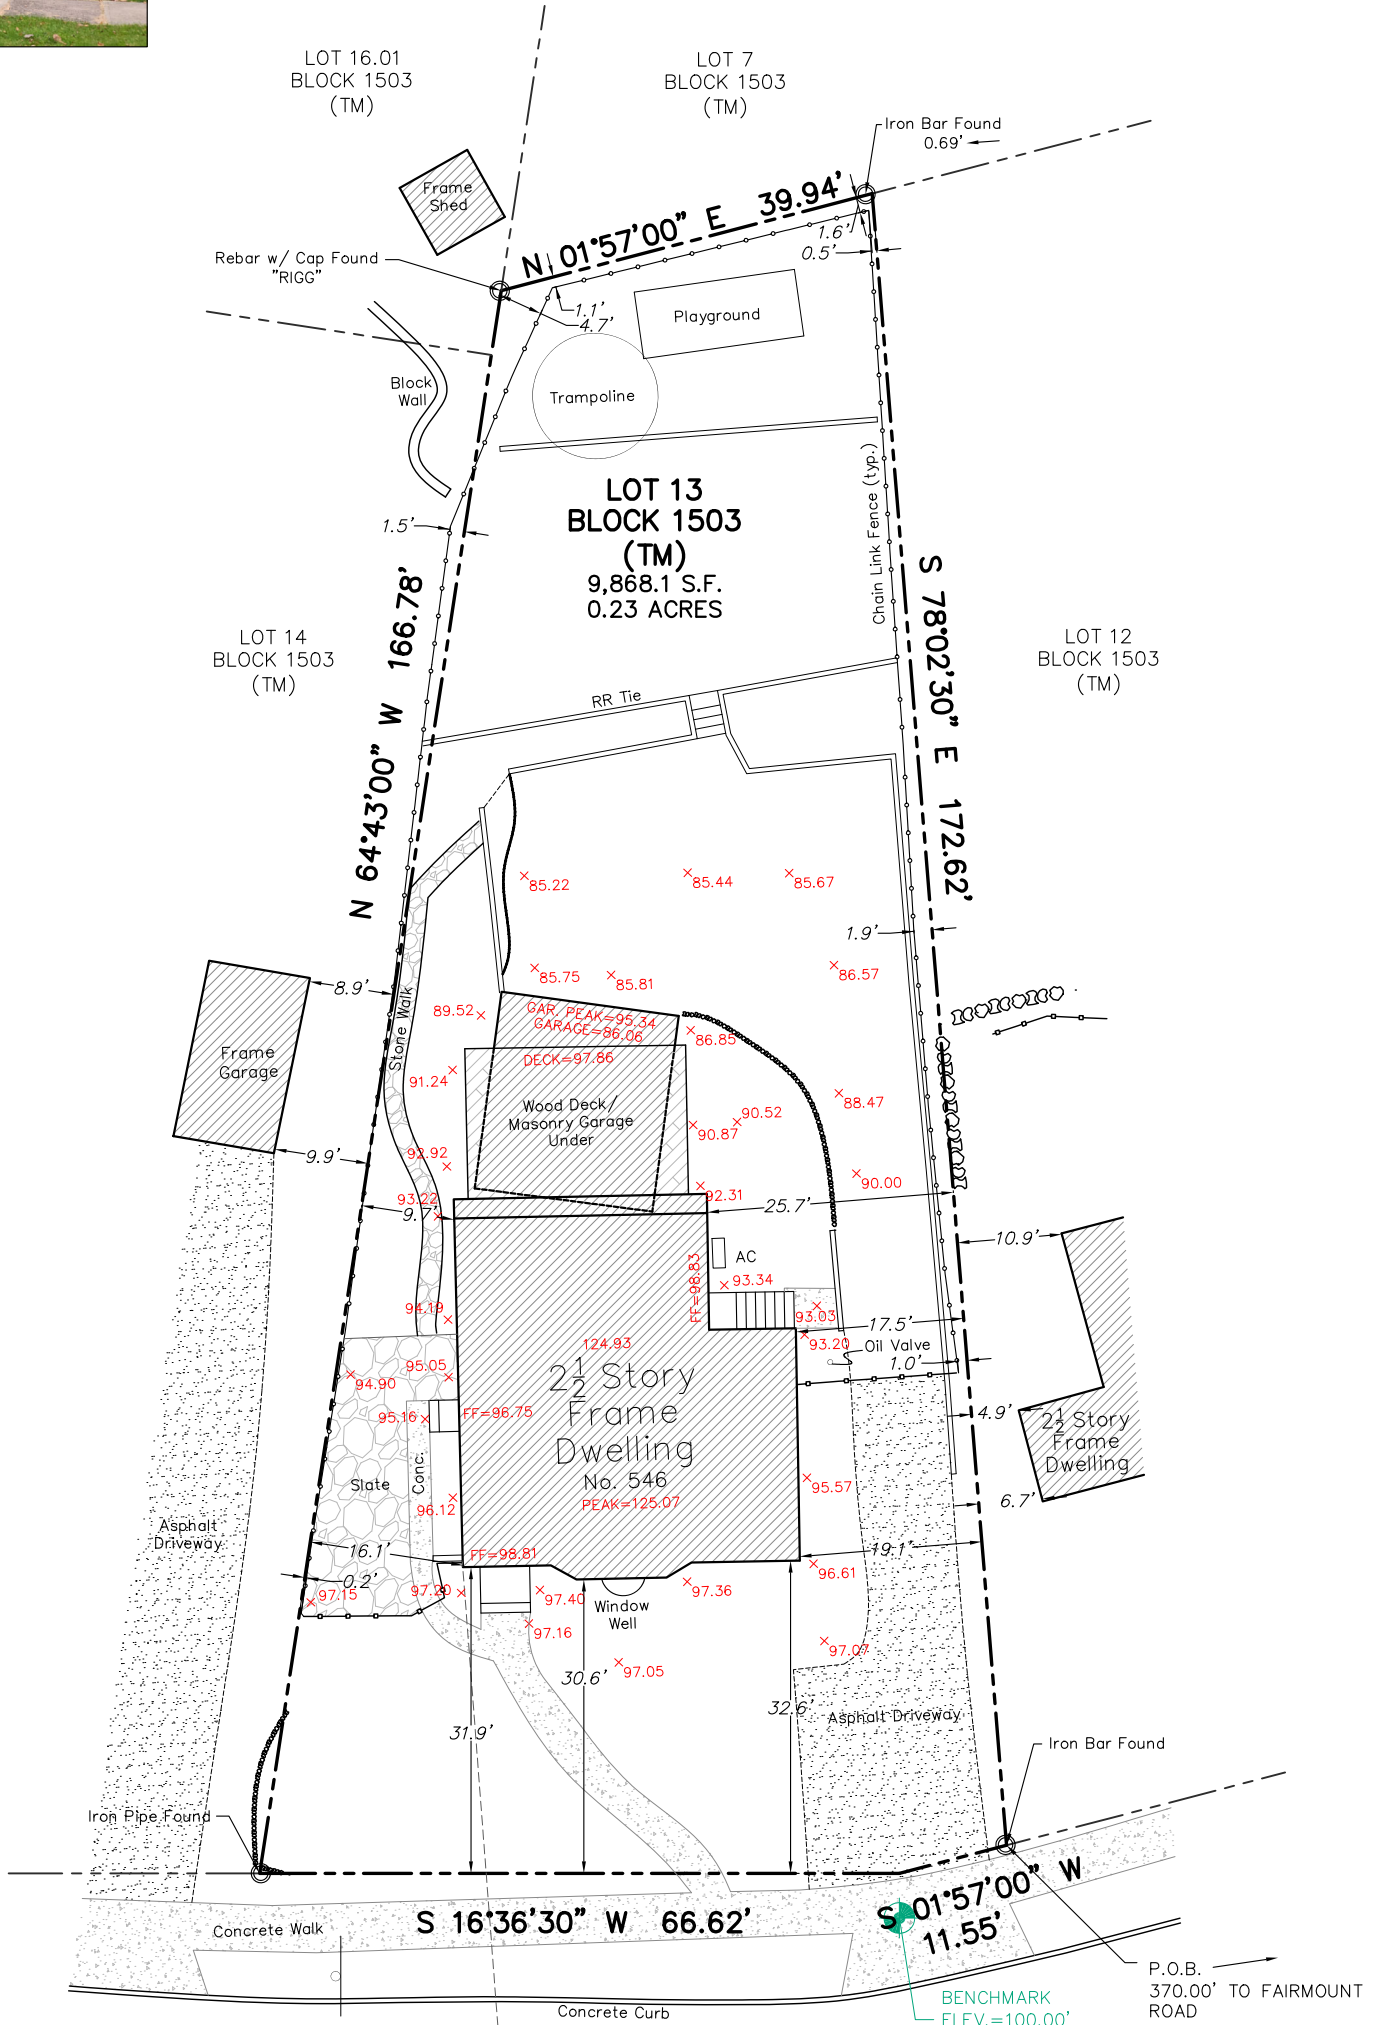 LOT 16.01
BLOCK 1503
(TM)
LOT 7
BLOCK 1503
(TM)
Iron Bar Found
0.69'
Frame
Shed
N 01°57'00" E 39.94'
1.6'
0.5'
Rebar w/ Cap Found
"RIGG"
1.1'
4.7'
Playground
Block
Wall
Trampoline
LOT 13
BLOCK 1503
(TM)
9,868.1 S.F.
0.23 ACRES
1.5'
Chain Link Fence (typ.)
S 78°02'30" E 172.62'
N 64°43'00" W 166.78'
LOT 14
BLOCK 1503
(TM)
LOT 12
BLOCK 1503
(TM)
RR Tie
85.22
85.44
85.67
1.9'
85.75
85.81
86.57
8.9'
89.52
Stone Walk
GAR. PEAK=95.34
GARAGE=86.06
86.85
DECK=97.86
Frame
Garage
91.24
Wood Deck/
Masonry Garage
Under
90.52
90.87
88.47
9.9'
92.92
93.22
9.7'
92.31
25.7'
90.00
10.9'
AC
FF=98.83
93.34
93.03
94.19
17.5'
93.20
Oil Valve
1.0'
124.93
95.05
94.90
2½ Story
Frame
Dwelling
No. 546
PEAK=125.07
95.16
FF=96.75
4.9'
2½ Story
Frame
Dwelling
Slate
Conc.
95.57
96.12
6.7'
Asphalt
Driveway
16.1'
FF=98.81
19.1'
96.61
0.2'
97.15
97.20
97.40
97.36
Window
Well
97.16
97.05
97.07
30.6'
31.9'
32.6'
Asphalt Driveway
Iron Bar Found
Iron Pipe Found
Concrete Walk
S 16°36'30" W 66.62'
S 01°57'00" W
11.55'
P.O.B.
370.00' TO FAIRMOUNT
ROAD
BENCHMARK
ELEV.=100.00'
Concrete Curb